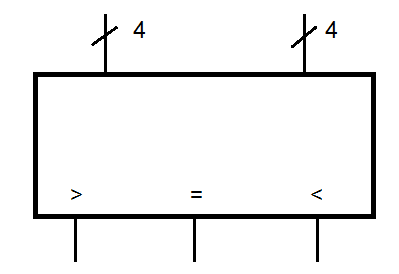 4 4
> = <